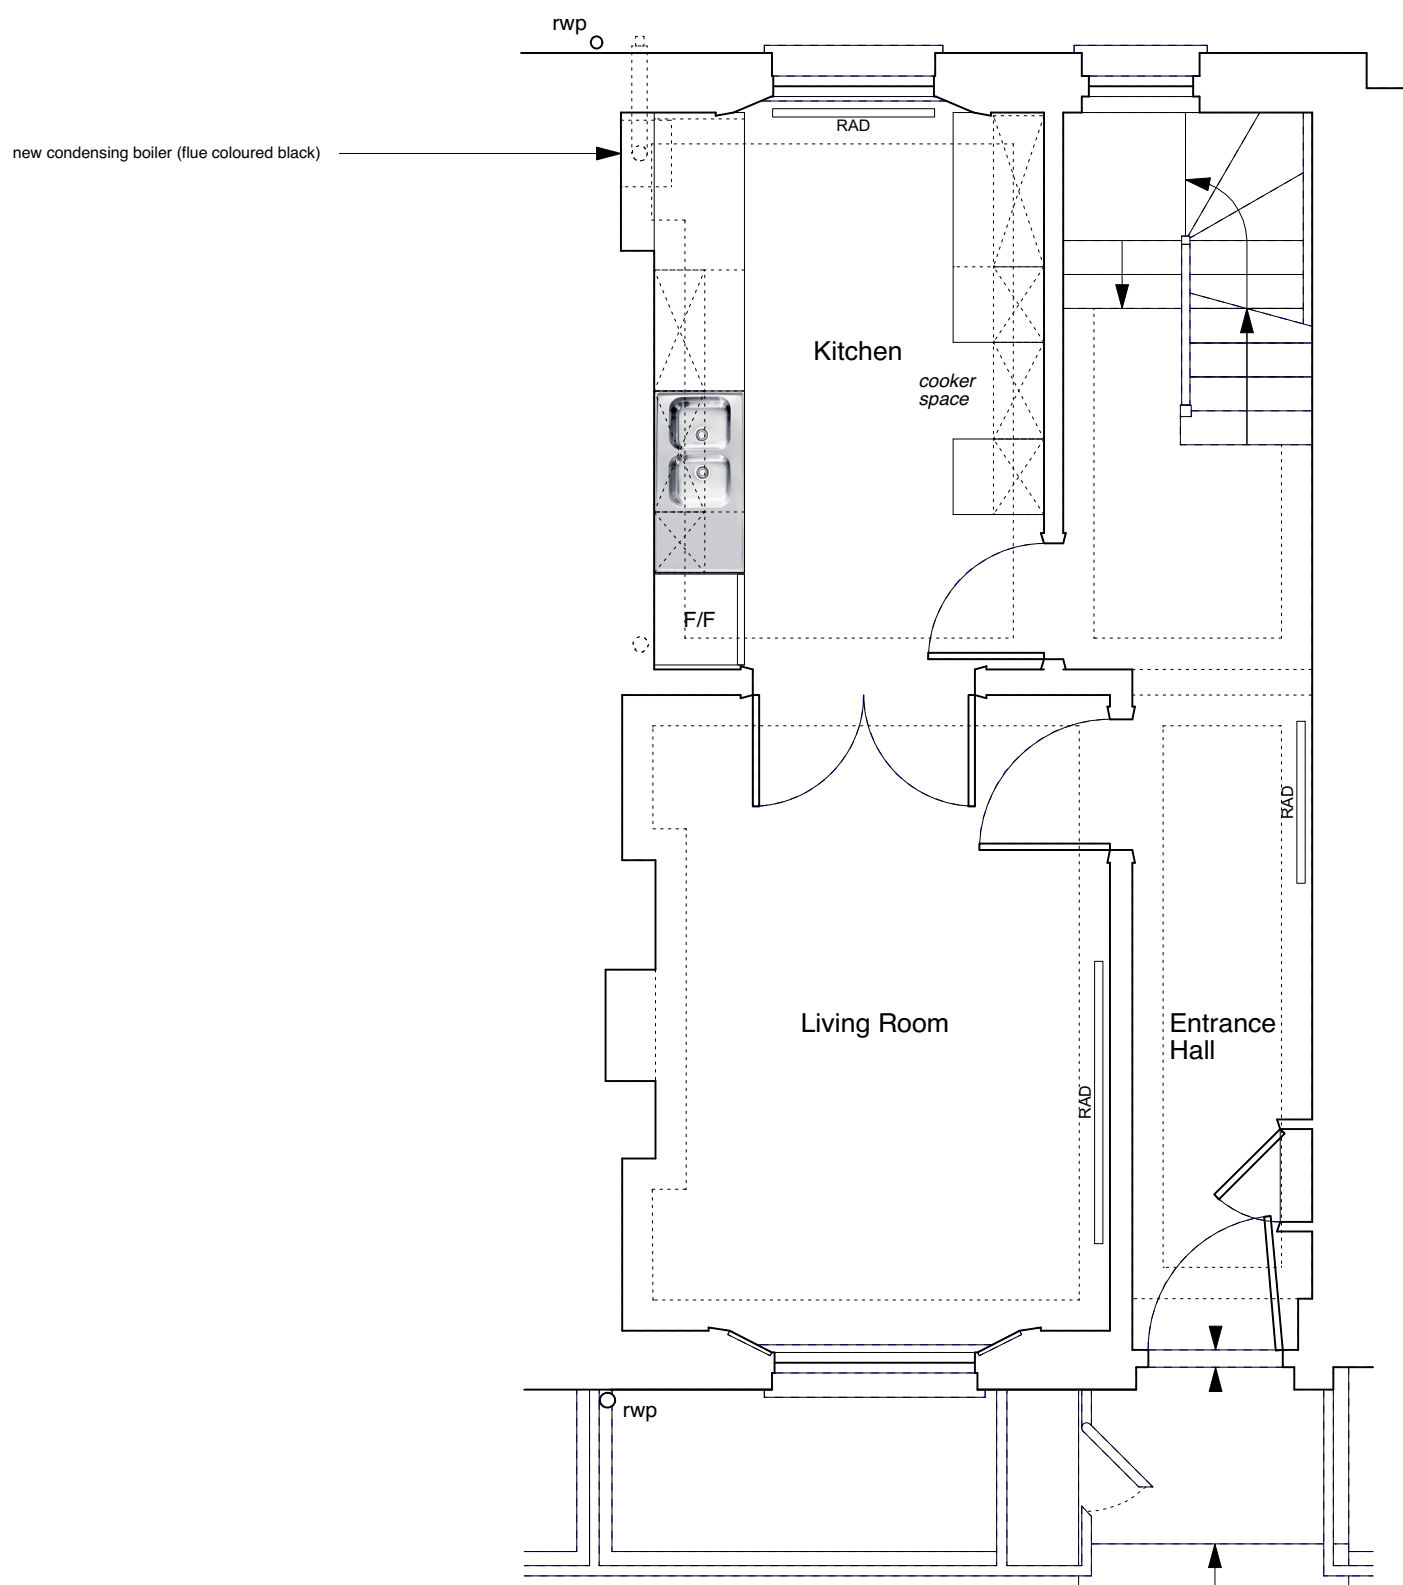 rwp
RAD
new condensing boiler (flue coloured black)
Kitchen
cooker
space
F/F
RAD
Living Room
Entrance
Hall
RAD
rwp